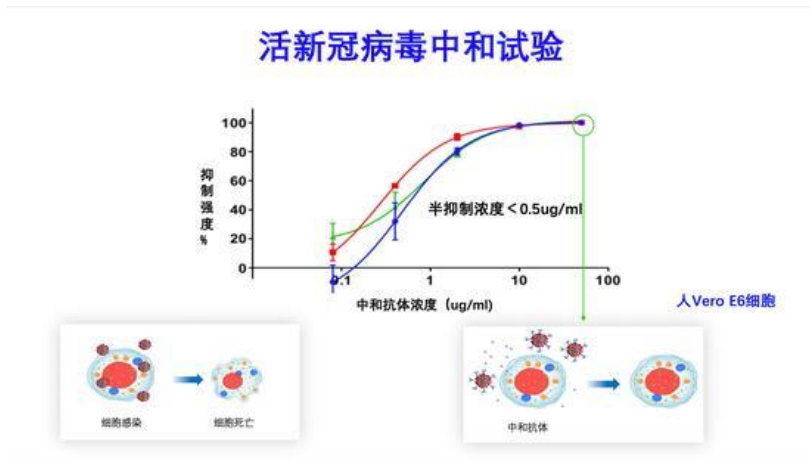 活新冠病毒中和试验
抑制强度%
100
80
60
40
20
0
半抑制浓度＜0.5ug/ml
0.1
1
10
100
中和抗体浓度（ug/ml)
人Vero E6细胞
细胞感染
细胞死亡
中和抗体